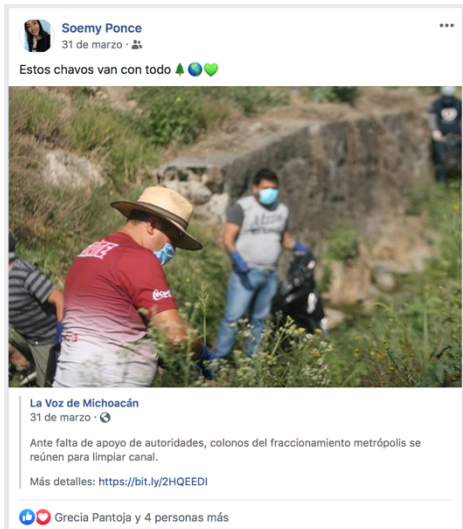 Soemy Ponce
31 de marzo
Estos chavos van con todo
La Voz de Michoacán
31 de marzo
Ante falta de apoyo de autoridades, colonos del fraccionamiento metrópolis se
reúnen para limpiar canal.
Más detalles: https://bit.ly/2HQEEDI
Grecia Pantoja y 4 personas más